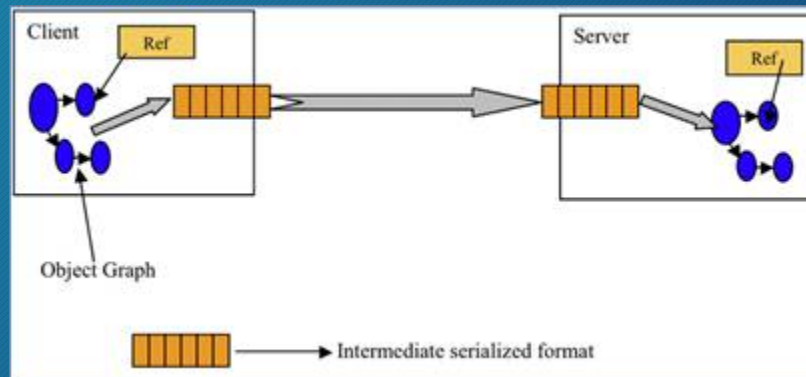 Client
Ref
Server
Ref
Object Graph
Intermediate serialized format